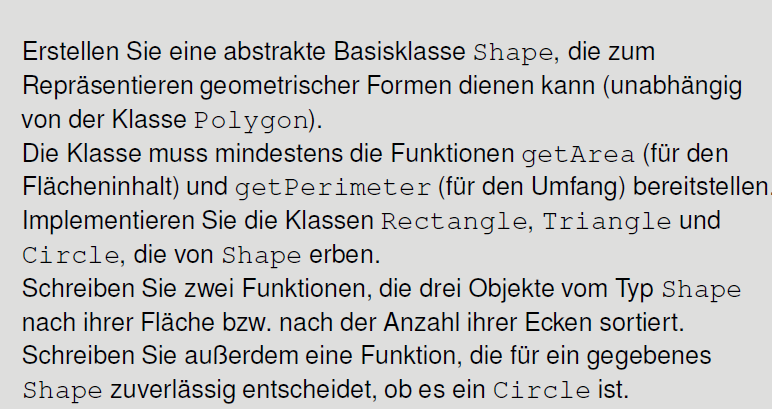 Erstellen Sie eine abstrakte Basisklasse Shape, die zum
Repräsentieren geometrischer Formen dienen kann (unabhängig
von der Klasse Polygon).
Die Klasse muss mindestens die Funktionen getArea (für den
Flächeninhalt) und getPerimeter (für den Umfang) bereitstellen.
Implementieren Sie die Klassen Rectangle, Triangle und
Circle, die von Shape erben.
Schreiben Sie zwei Funktionen, die drei Objekte vom Typ Shape
nach ihrer Fläche bzw. nach der Anzahl ihrer Ecken sortiert.
Schreiben Sie außerdem eine Funktion, die für ein gegebenes
Shape zuverlässig entscheidet, ob es ein Circle ist.